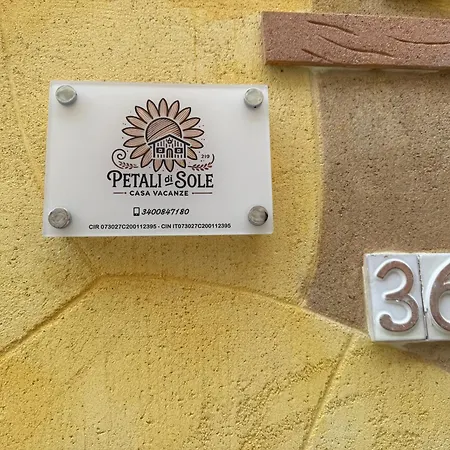 219
PETALI di SOLE
CASA VACANZE
3400847180
CIR 073027C200112395 - CIN IT073027C200112395
36